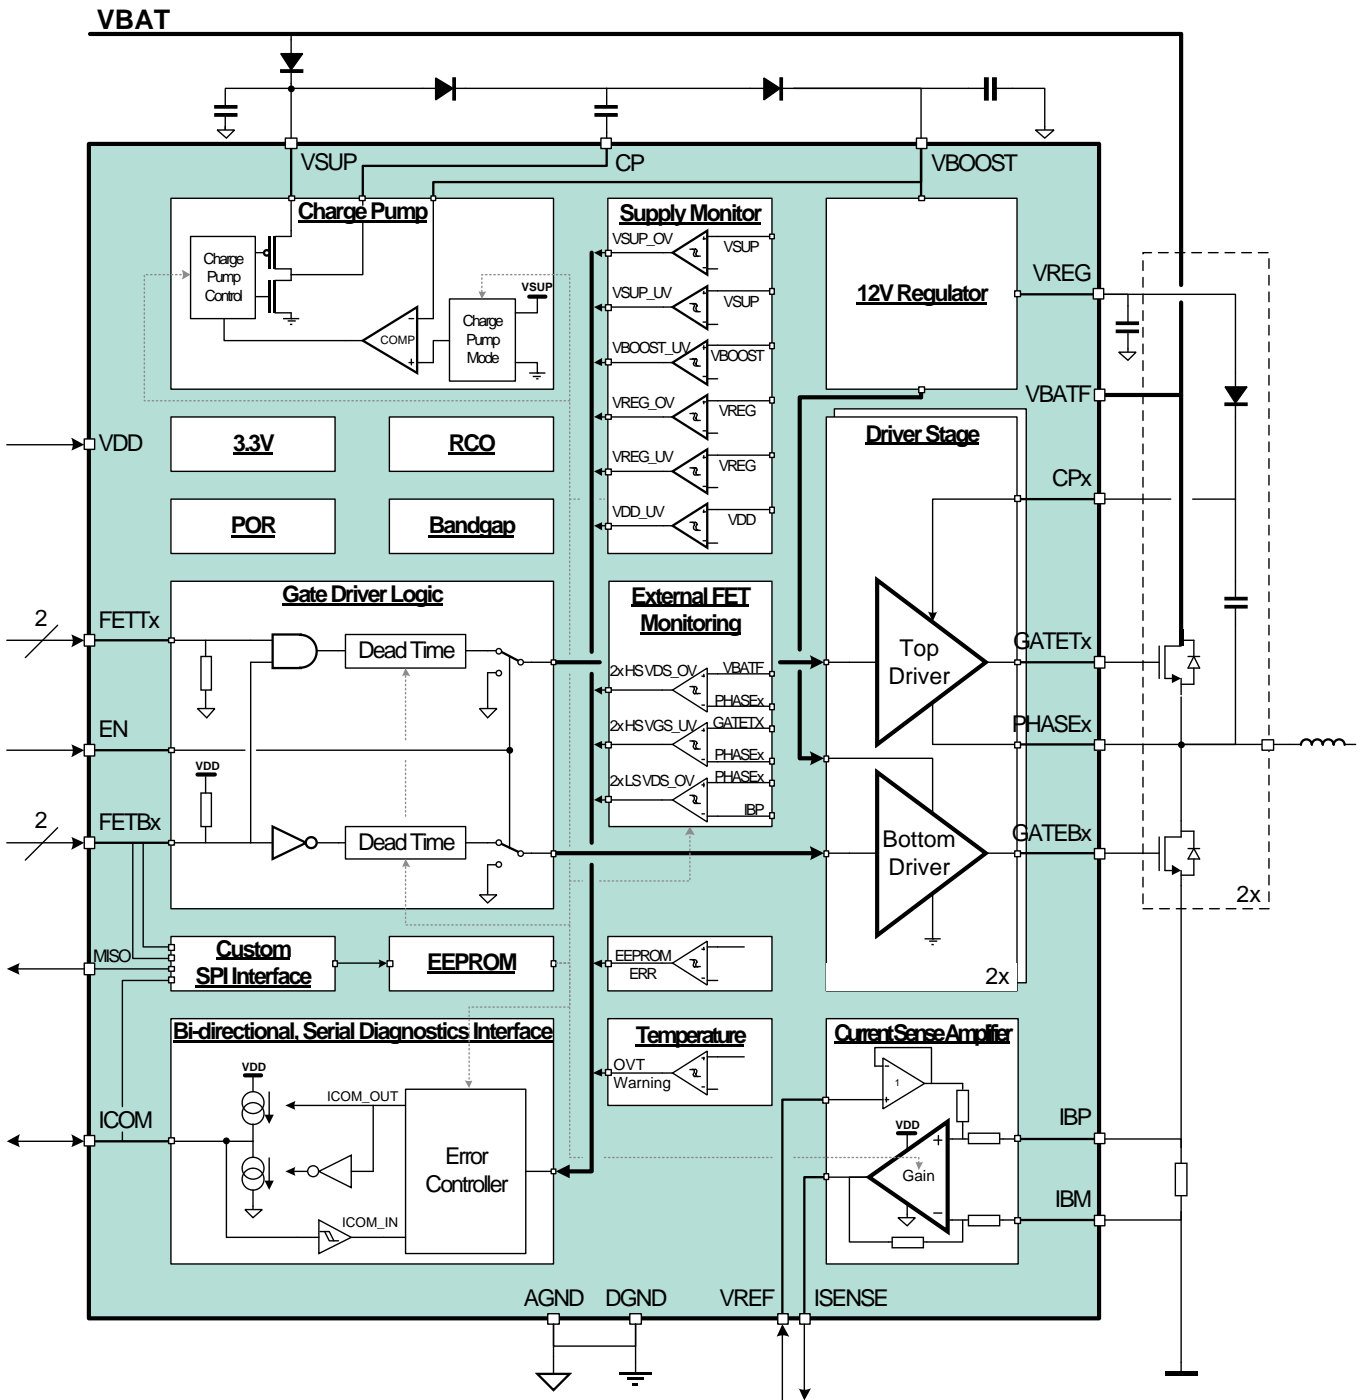 VBAT
VSUP
CP
VBOOST
Charge Pump
Charge
Pump
Control
COMP
VSUP
Charge
Pump
Mode
Supply Monitor
VSUP_OV
VSUP
VSUP_UV
VSUP
VBOOST_UV
VBOOST
VREG_OV
VREG
VREG_UV
VREG
VDD_UV
VDD
12V Regulator
VREG
VBATF
VDD
3.3V
RCO
POR
Bandgap
Driver Stage
CPx
Top
Driver
GATETx
PHASEx
Bottom
Driver
GATEBx
2x
2x
2
FETTx
EN
2
FETBx
Gate Driver Logic
Dead Time
VDD
Dead Time
External FET
Monitoring
2x HS VDS_OV
VBATF
PHASEx
2x HS VGS_UV
GATETX
PHASEx
2x LS VDS_OV
PHASEx
IBP
MISO
Custom
SPI Interface
EEPROM
EEPROM
ERR
Bi-directional, Serial Diagnostics Interface
VDD
ICOM_OUT
ICOM
Error
Controller
ICOM_IN
Temperature
OVT
Warning
Current Sense Amplifier
1
VDD
+
Gain
−
IBP
IBM
AGND
DGND
VREF
ISENSE